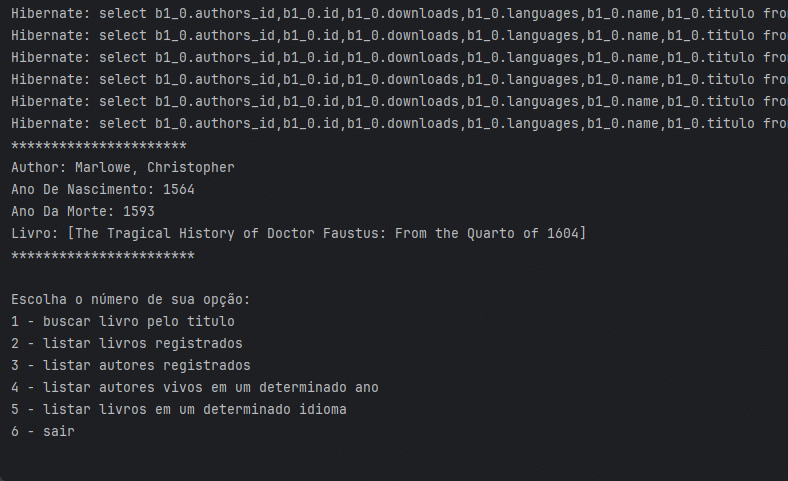 Hibernate: select b1_0.authors_id,b1_0.id,b1_0.downloads,b1_0.languages,b1_0.name,b1_0.titulo from
Hibernate: select b1_0.authors_id,b1_0.id,b1_0.downloads,b1_0.languages,b1_0.name,b1_0.titulo from
Hibernate: select b1_0.authors_id,b1_0.id,b1_0.downloads,b1_0.languages,b1_0.name,b1_0.titulo from
Hibernate: select b1_0.authors_id,b1_0.id,b1_0.downloads,b1_0.languages,b1_0.name,b1_0.titulo from
Hibernate: select b1_0.authors_id,b1_0.id,b1_0.downloads,b1_0.languages,b1_0.name,b1_0.titulo from
Hibernate: select b1_0.authors_id,b1_0.id,b1_0.downloads,b1_0.languages,b1_0.name,b1_0.titulo from
**********************
Author: Marlowe, Christopher
Ano De Nascimento: 1564
Ano Da Morte: 1593
Livro: [The Tragical History of Doctor Faustus: From the Quarto of 1604]
***********************
Escolha o número de sua opção:
1 - buscar livro pelo titulo
2 - listar livros registrados
3 - listar autores registrados
4 - listar autores vivos em um determinado ano
5 - listar livros em um determinado idioma
6 - sair